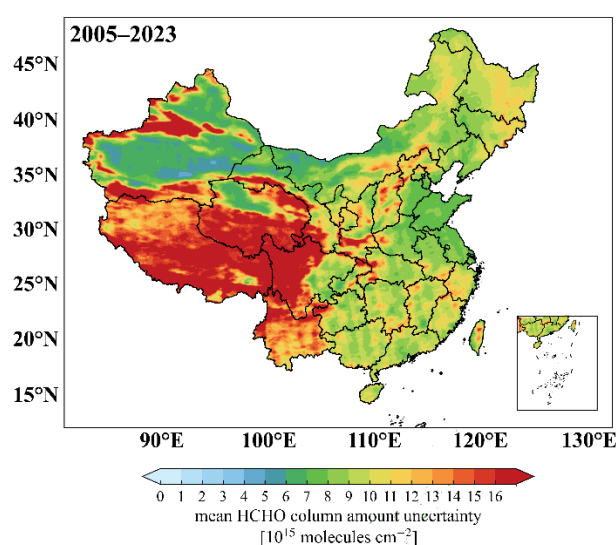 2005–2023
45°N
40°N
35°N
30°N
25°N
20°N
15°N
90°E 100°E 110°E 120°E 130°E
0 1 2 3 4 5 6 7 8 9 10 11 12 13 14 15 16
mean HCHO column amount uncertainty
[10¹⁵ molecules cm⁻²]